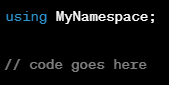 using MyNamespace;
// code goes here